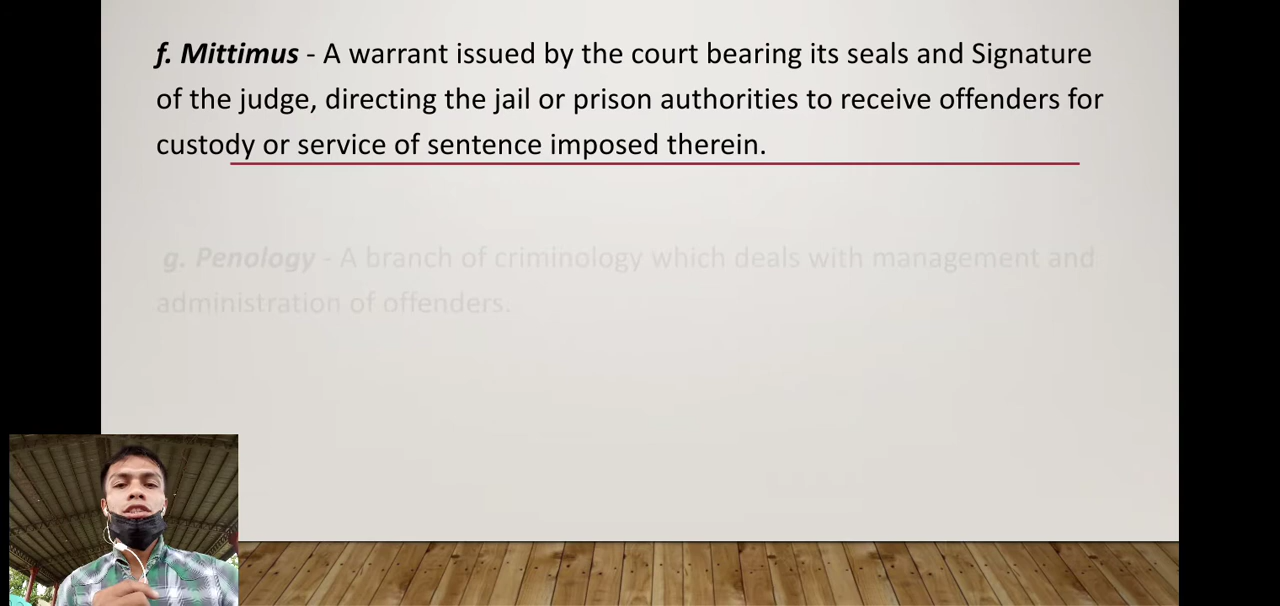 f. Mittimus - A warrant issued by the court bearing its seals and Signature
of the judge, directing the jail or prison authorities to receive offenders for
custody or service of sentence imposed therein.
g. Penology - A branch of criminology which deals with management and
administration of offenders.